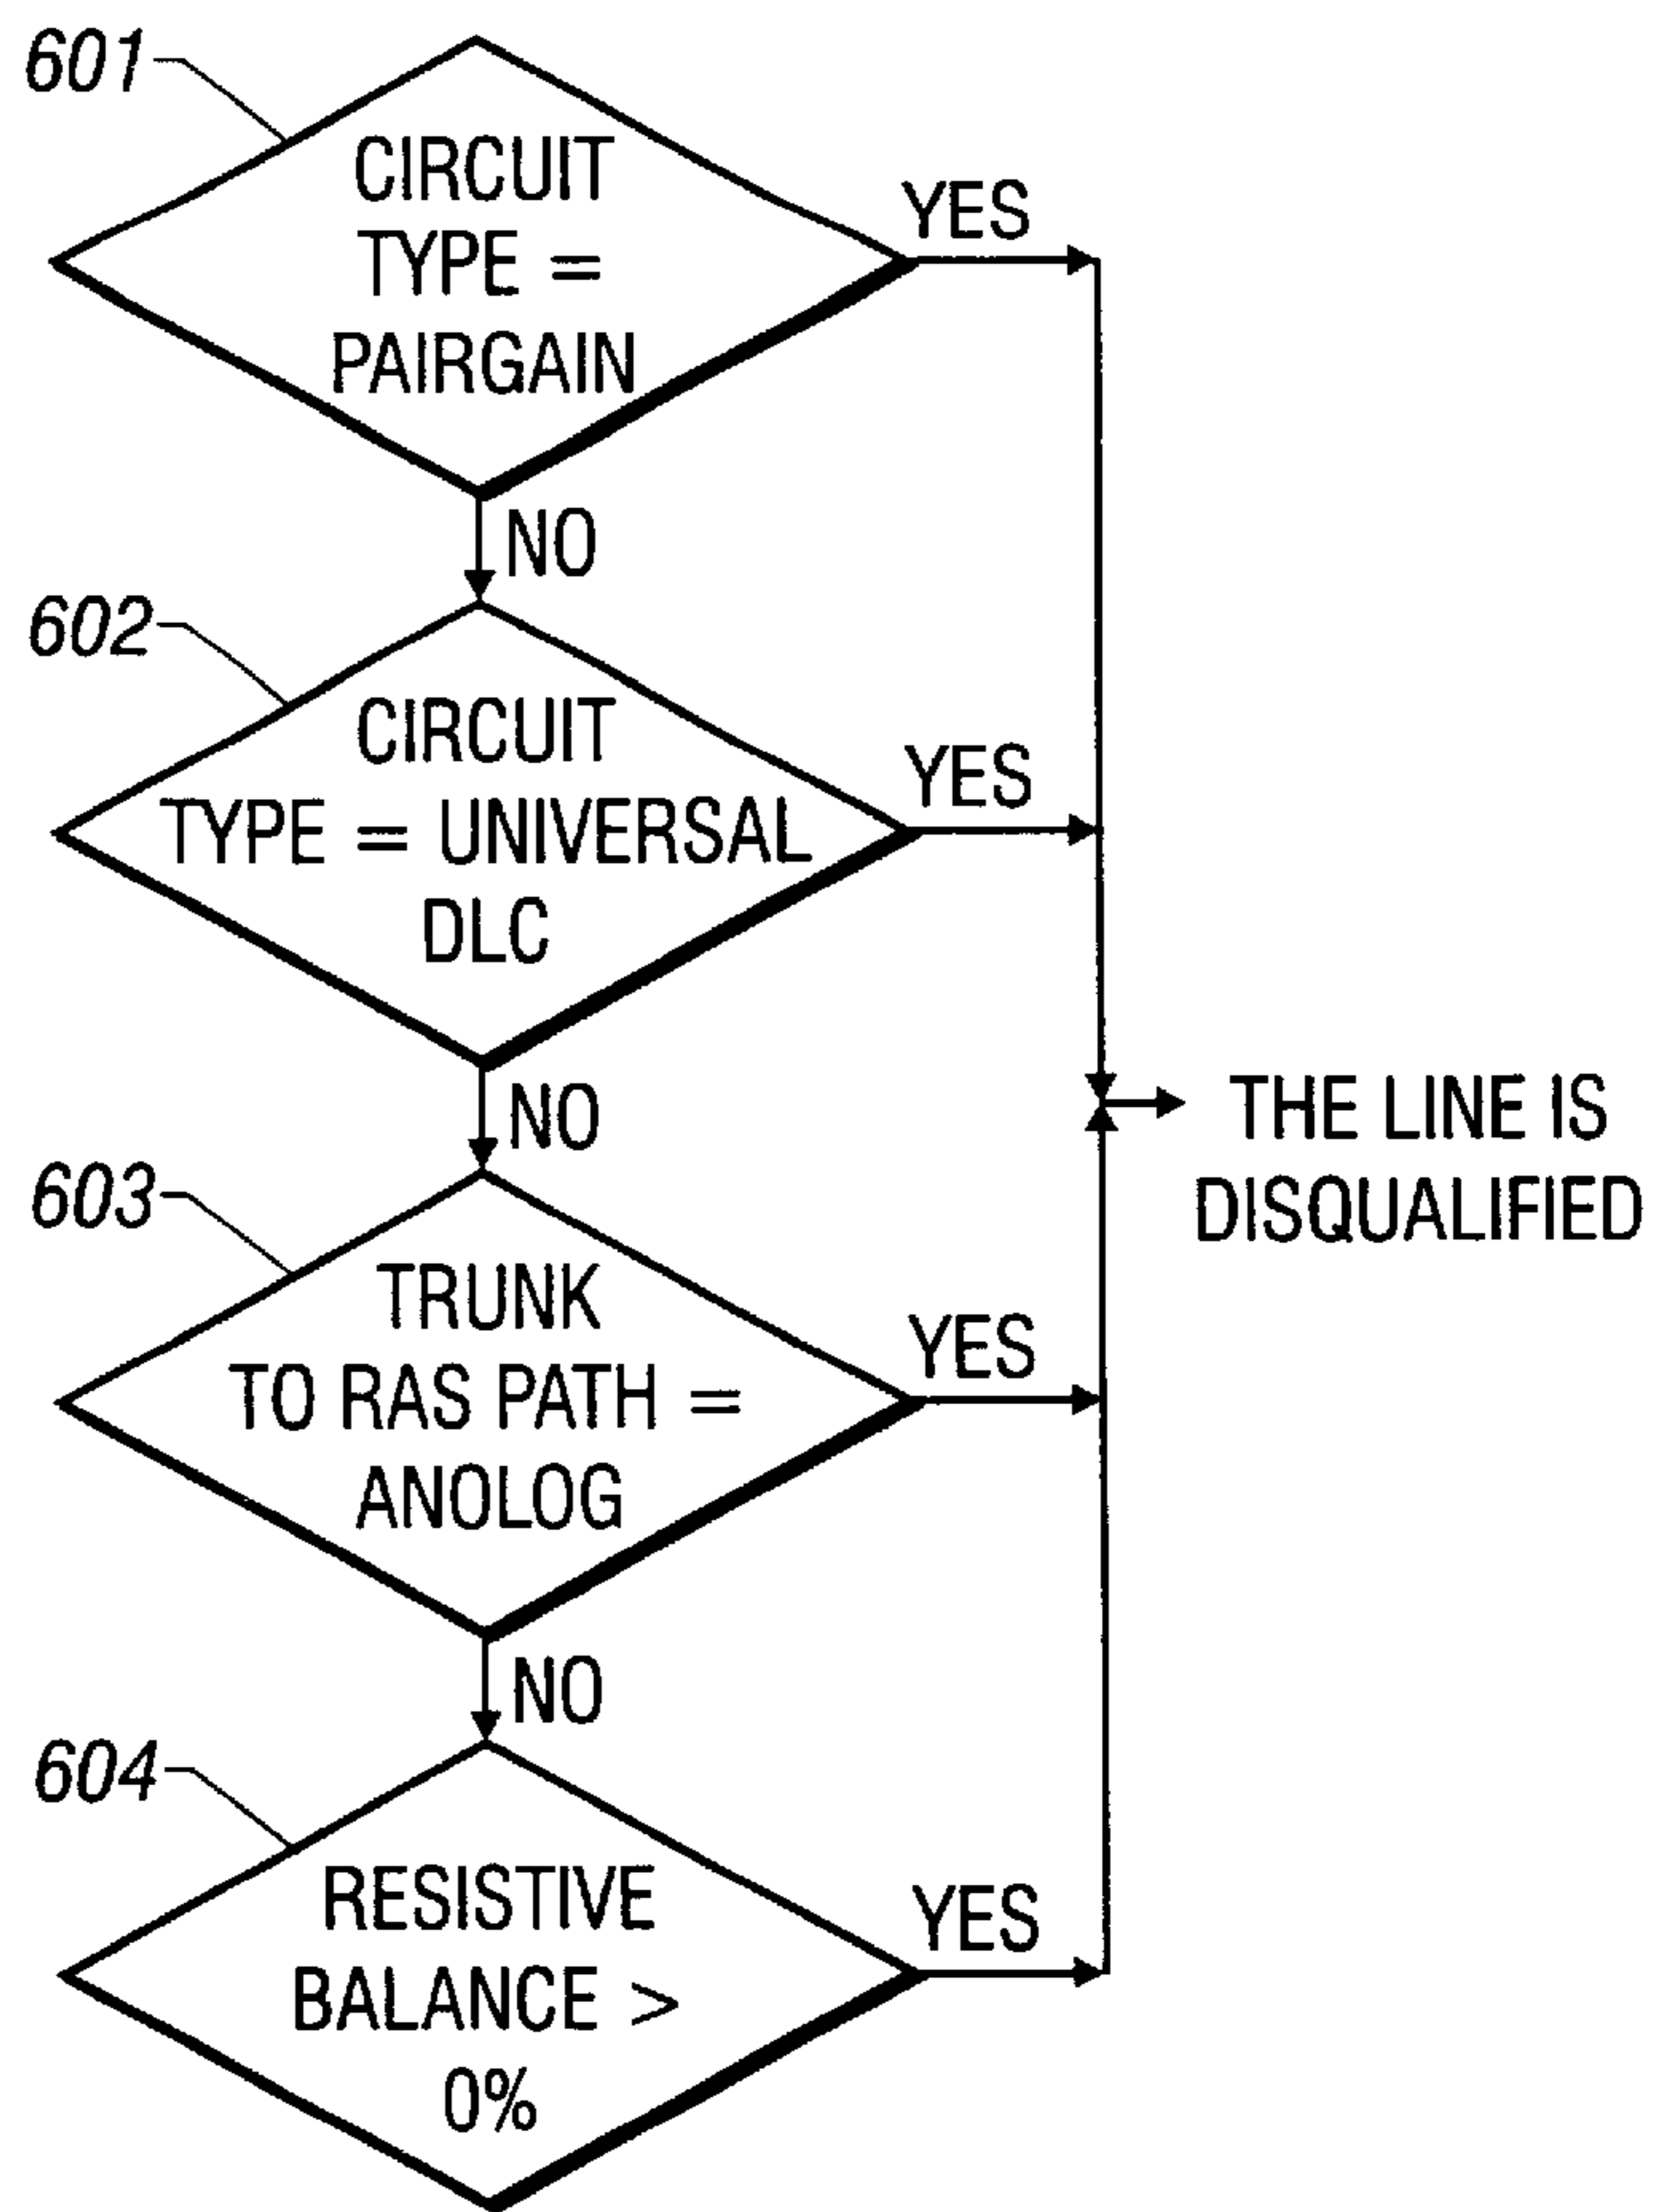 601
CIRCUIT
TYPE =
PAIRGAIN
YES
NO
602
CIRCUIT
TYPE = UNIVERSAL
DLC
YES
NO
THE LINE IS
DISQUALIFIED
603
TRUNK
TO RAS PATH =
ANOLOG
YES
NO
604
RESISTIVE
BALANCE >
0%
YES